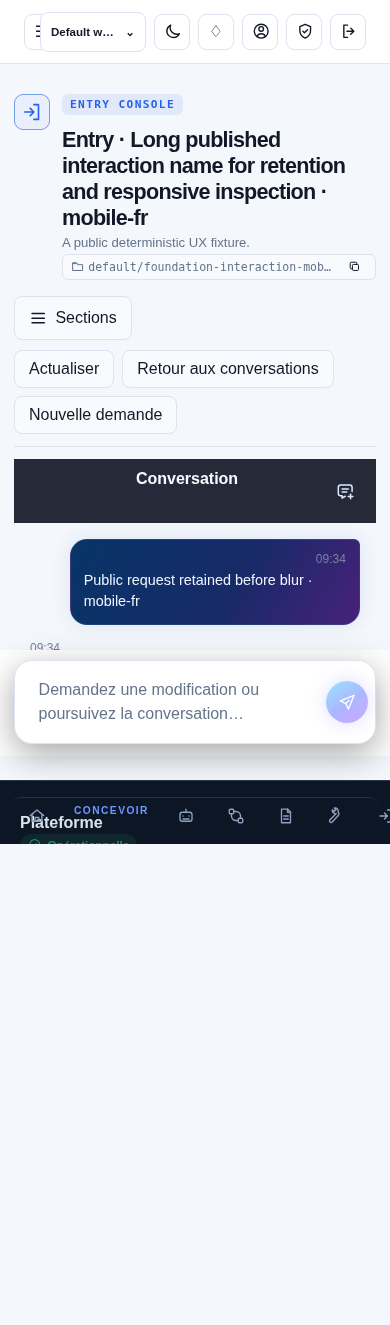 Default w… 
ENTRY CONSOLE
Entry · Long published
interaction name for retention
and responsive inspection ·
mobile-fr
A public deterministic UX fixture.
default/foundation-interaction-mob…
Sections
Actualiser
Retour aux conversations
Nouvelle demande
Conversation
09:34
Public request retained before blur ·
mobile-fr
09:34
Demandez une modification ou
poursuivez la conversation…
CONCEVOIR
Plateforme
Opérationnelle